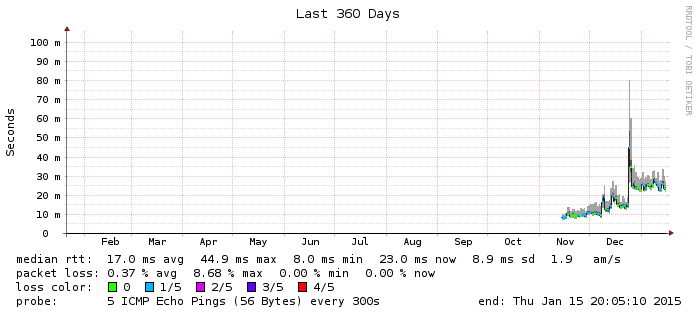 Last 360 Days
RRDTOOL / TOBI OETIKER
Seconds
100 m
90 m
80 m
70 m
60 m
50 m
40 m
30 m
20 m
10 m
0
Feb Mar Apr May Jun Jul Aug Sep Oct Nov Dec
median rtt: 17.0 ms avg 44.9 ms max 8.0 ms min 23.0 ms now 8.9 ms sd 1.9 am/s
packet loss: 0.37 % avg 8.68 % max 0.00 % min 0.00 % now
loss color: 0 1/5 2/5 3/5 4/5
probe: 5 ICMP Echo Pings (56 Bytes) every 300s end: Thu Jan 15 20:05:10 2015